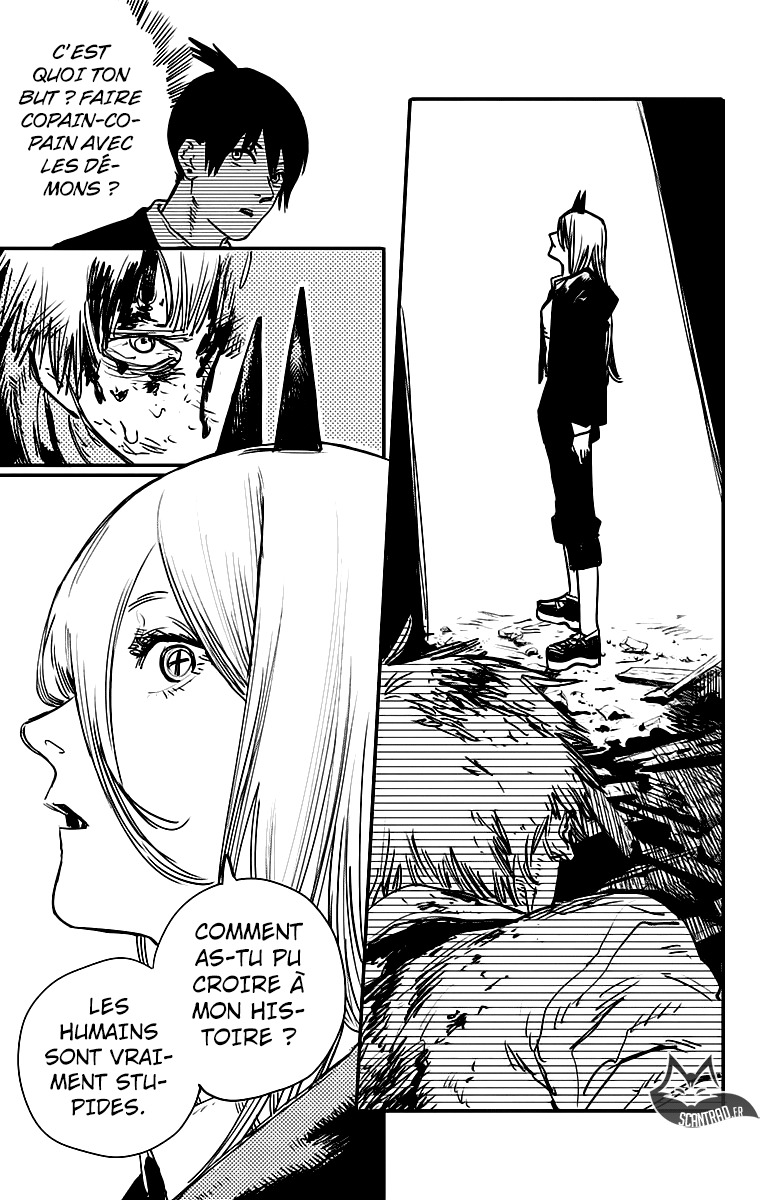 C'EST
QUOI TON
BUT ? FAIRE
COPAIN-CO-
PAIN AVEC
LES DÉ-
MONS ?
COMMENT
AS-TU PU
CROIRE À
MON HIS-
TOIRE ?
LES
HUMAINS
SONT VRAI-
MENT STU-
PIDES.
SCANTRAD.FR